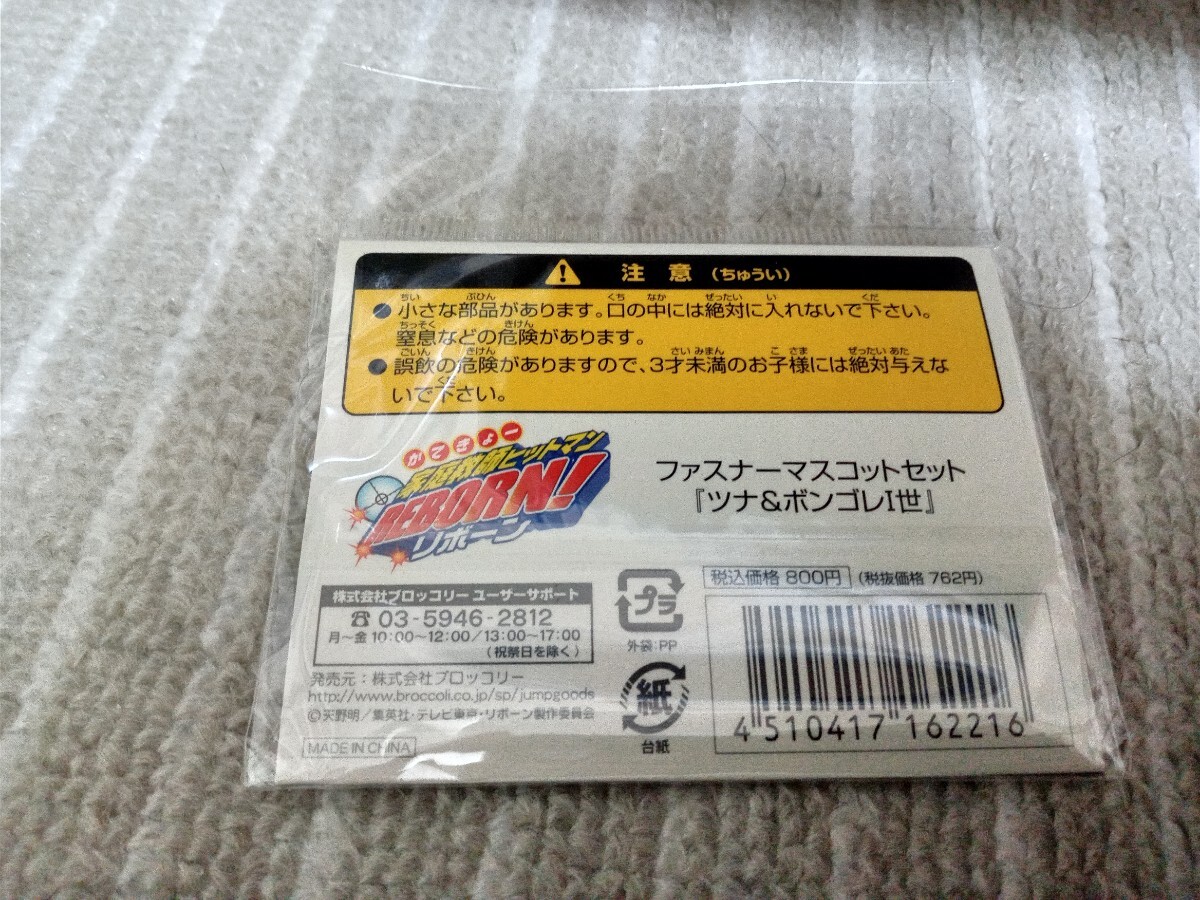 注意（ちゅうい）
●小さな部品があります。口の中には絶対に入れないで下さい。
窒息などの危険があります。
●誤飲の危険がありますので、3才未満のお子様には絶対与えな
いで下さい。
かてきょー
家庭教師ヒットマン
REBORN!
リボーン
ファスナーマスコットセット
『ツナ&ボンゴレI世』
税込価格 800円 （税抜価格 762円）
株式会社ブロッコリー ユーザーサポート
☎03-5946-2812
月～金 10:00～12:00/13:00～17:00
（祝祭日を除く）
発売元：株式会社ブロッコリー
http://www.broccoli.co.jp/sp/jumpgoods
©天野明/集英社・テレビ東京・リボーン製作委員会
MADE IN CHINA
プラ
外袋:PP
紙
台紙
4 510417 162216